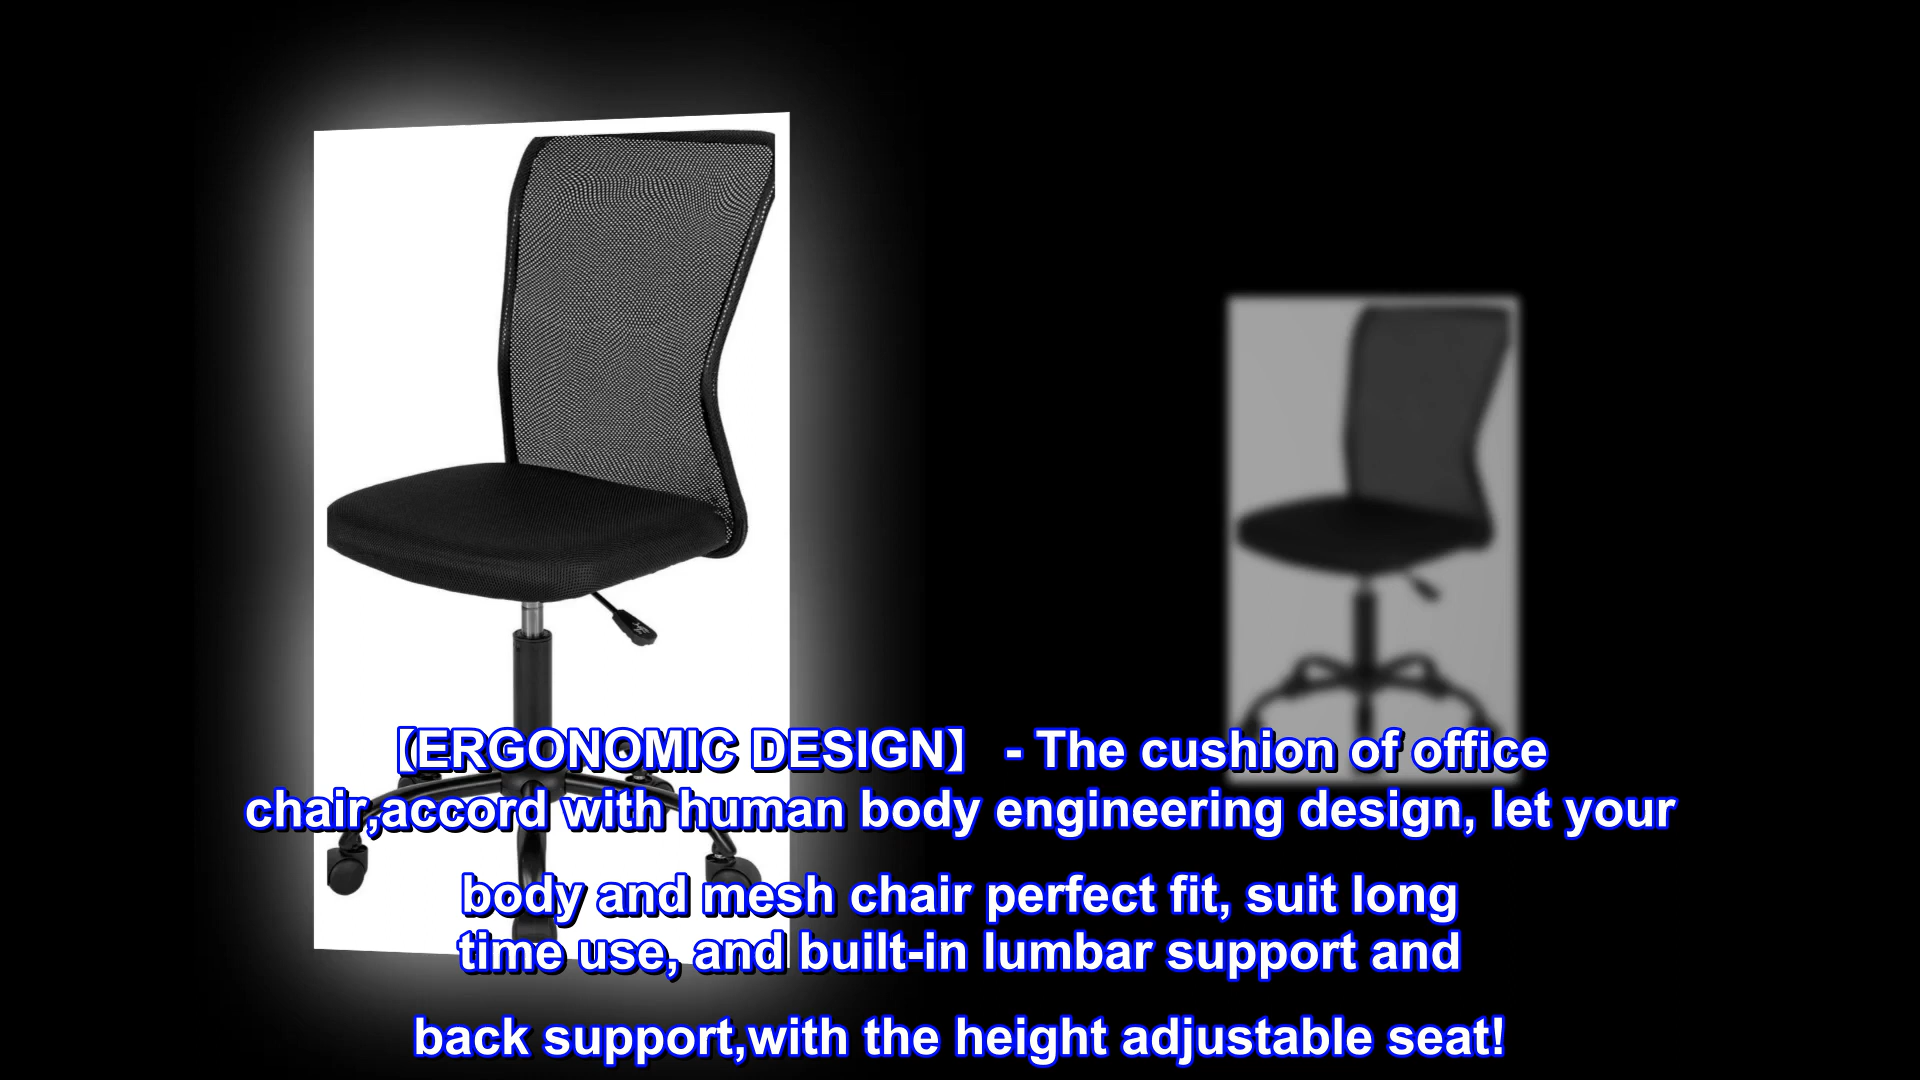 【ERGONOMIC DESIGN】 - The cushion of office
chair,accord with human body engineering design, let your
body and mesh chair perfect fit, suit long
time use, and built-in lumbar support and
back support,with the height adjustable seat!